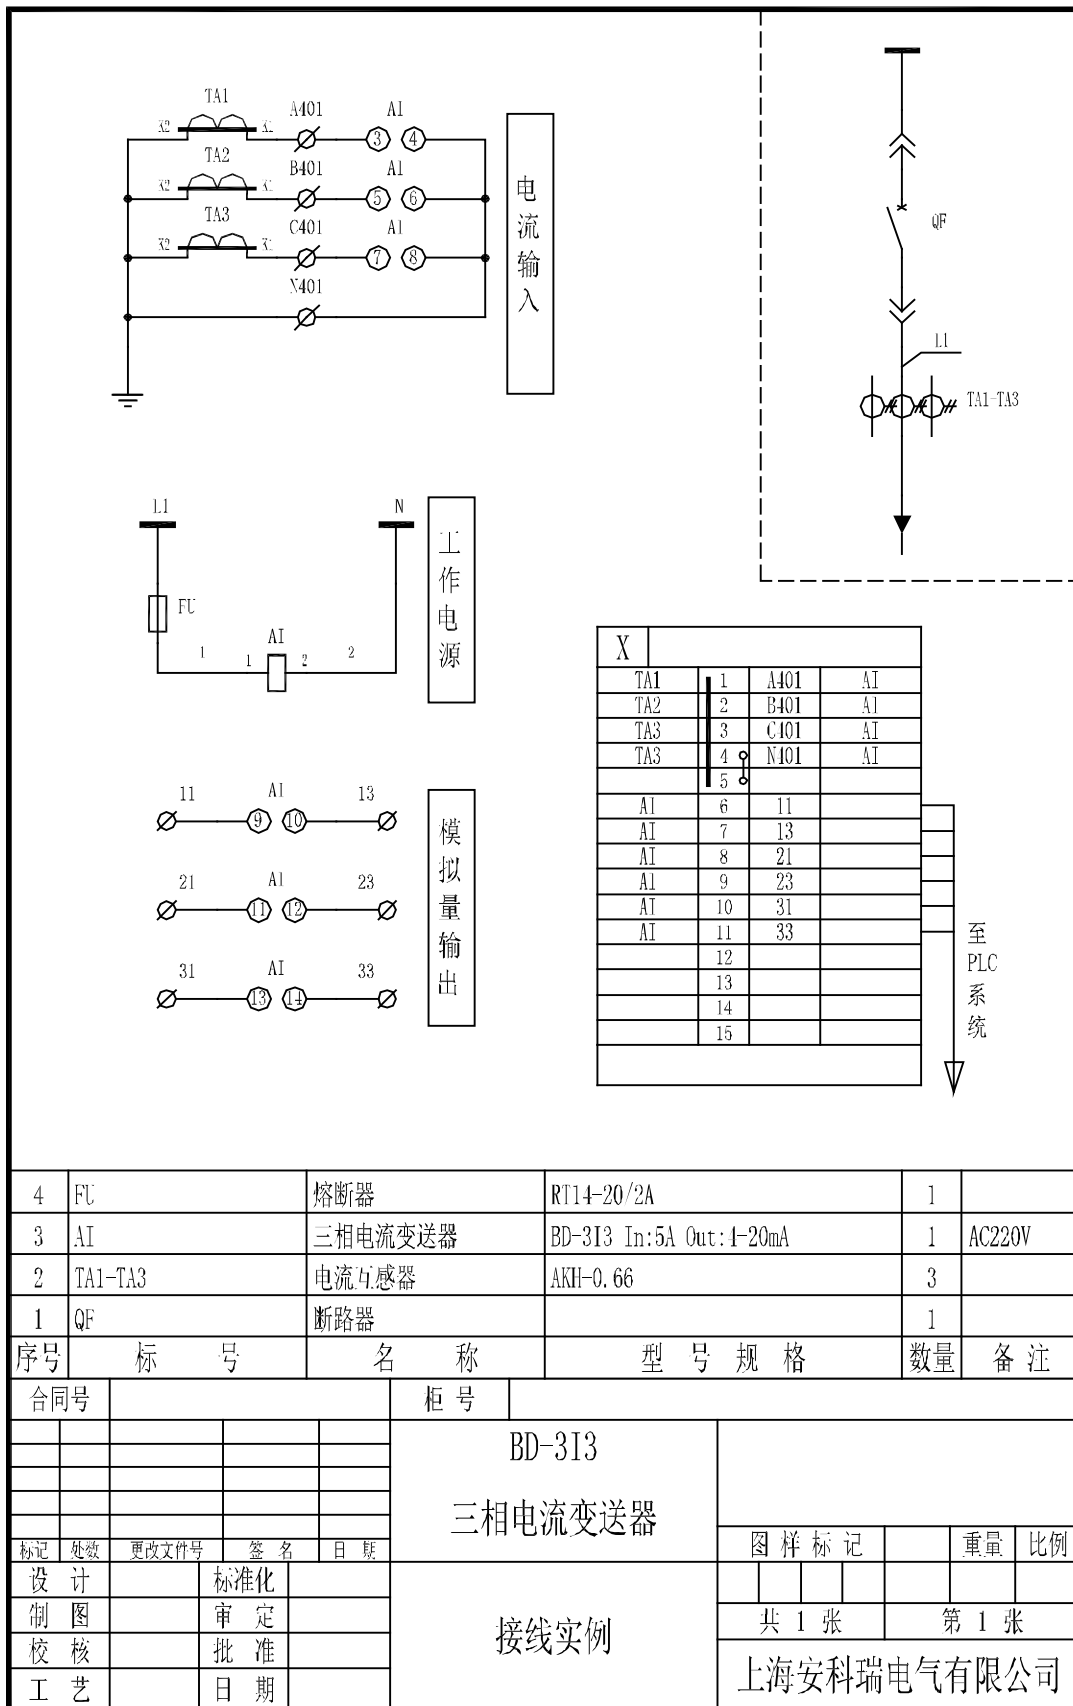 TA1
A401
AI
K2
K1
3
4
TA2
B401
AI
K2
K1
5
6
TA3
C401
AI
K2
K1
7
8
N401
电流输入
QF
L1
TA1-TA3
L1
N
工作电源
FU
AI
1
1
2
2
11
AI
13
9
10
21
AI
23
11
12
31
AI
33
13
14
模拟量输出
X
TA1 1 A401 AI
TA2 2 B401 AI
TA3 3 C401 AI
TA3 4 N401 AI
5
AI 6 11
AI 7 13
AI 8 21
AI 9 23
AI 10 31
AI 11 33
12
13
14
15
至
PLC
系
统
4 FU 熔断器 RT14-20/2A 1
3 AI 三相电流变送器 BD-3I3 In:5A Out:4-20mA 1 AC220V
2 TA1-TA3 电流互感器 AKH-0.66 3
1 QF 断路器 1
序号 标 号 名 称 型 号 规 格 数量 备 注
合同号 柜 号
BD-3I3
三相电流变送器
标记 处数 更改文件号 签 名 日 期
图 样 标 记 重量 比例
设 计 标准化
制 图 审 定
共 1 张 第 1 张
校 核 批 准
接线实例
工 艺 日 期
上海安科瑞电气有限公司